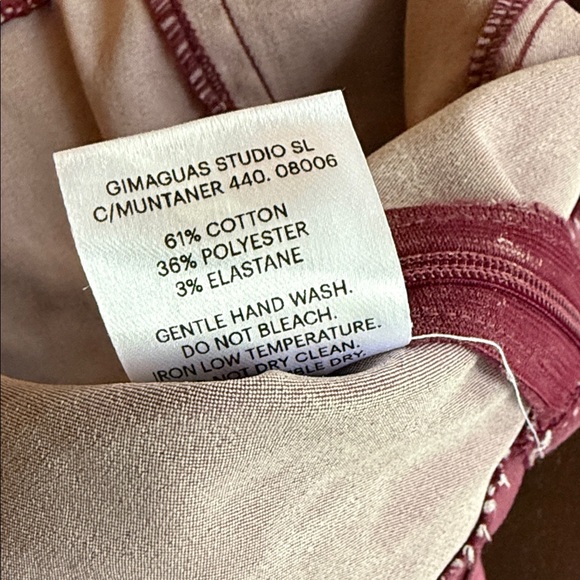 GIMAGUAS STUDIO SL
C/MUNTANER 440. 08006
61% COTTON
36% POLYESTER
3% ELASTANE
GENTLE HAND WASH.
DO NOT BLEACH.
IRON LOW TEMPERATURE.
NOT DRY CLEAN.
DRY.